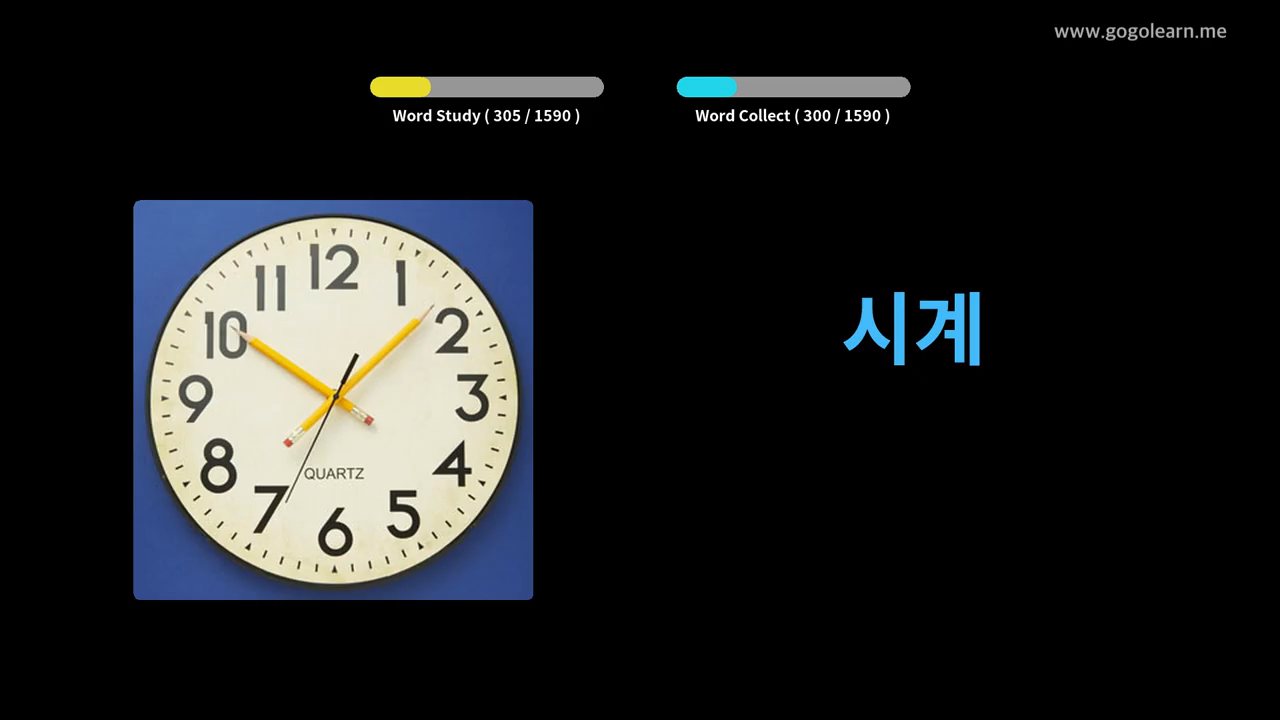 www.gogolearn.me
Word Study ( 305 / 1590 )
Word Collect ( 300 / 1590 )
12
11
1
10
2
9
3
8
4
QUARTZ
7
5
6
시계